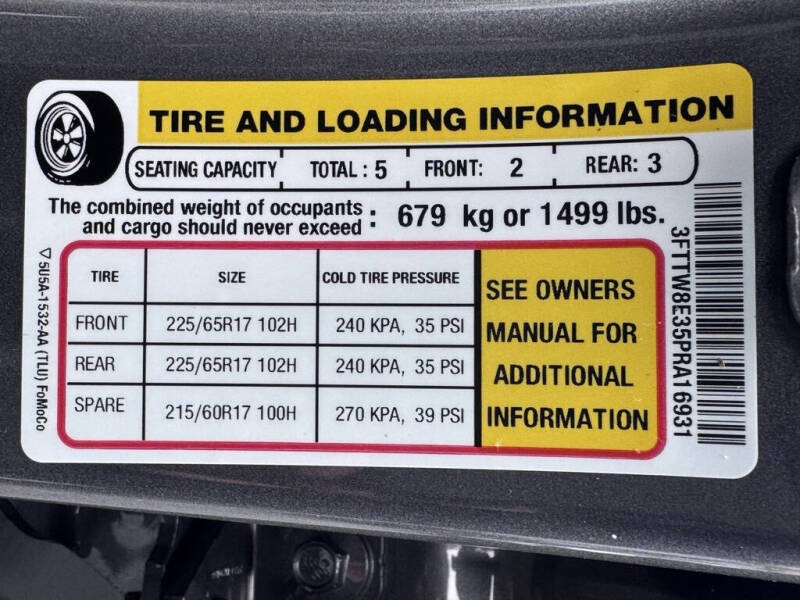 TIRE AND LOADING INFORMATION
SEATING CAPACITY TOTAL: 5 FRONT: 2 REAR: 3
The combined weight of occupants
and cargo should never exceed : 679 kg or 1499 lbs.
TIRE SIZE COLD TIRE PRESSURE
FRONT 225/65R17 102H 240 KPA, 35 PSI
REAR 225/65R17 102H 240 KPA, 35 PSI
SPARE 215/60R17 100H 270 KPA, 39 PSI
SEE OWNERS
MANUAL FOR
ADDITIONAL
INFORMATION
3FTTW8E35PRA16931
5U5A-1532-AA (TLU) FoMoCo